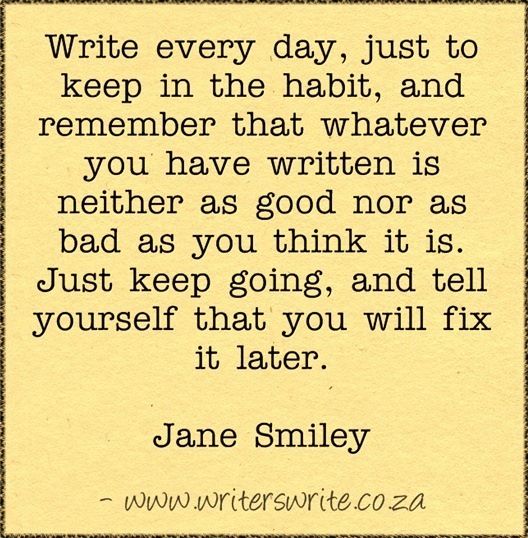 Write every day, just to
keep in the habit, and
remember that whatever
you have written is
neither as good nor as
bad as you think it is.
Just keep going, and tell
yourself that you will fix
it later.
Jane Smiley
- www.writerswrite.co.za